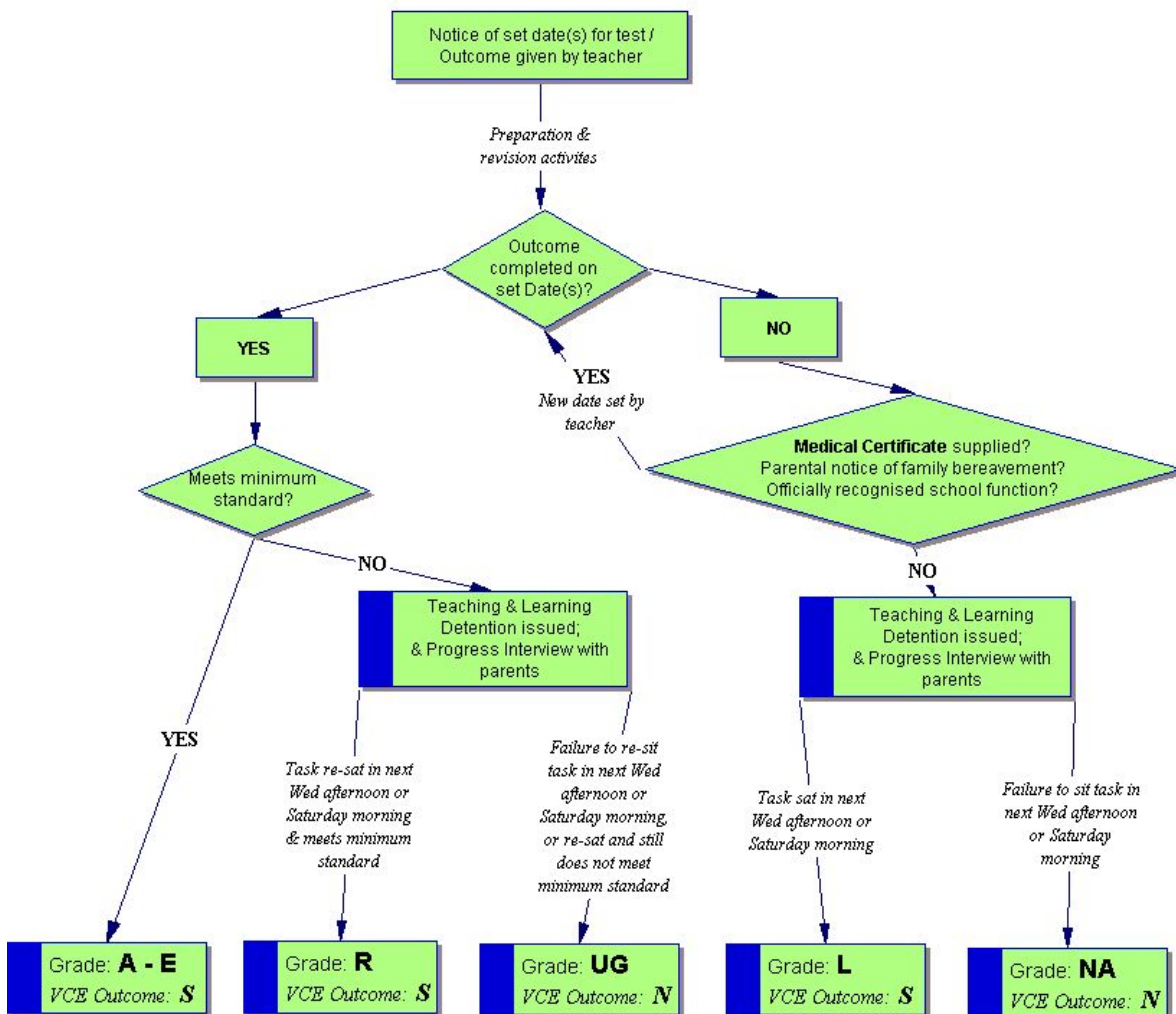 Notice of set date(s) for test /
Outcome given by teacher
Preparation &
revision activites
Outcome
completed on
set Date(s)?
YES
NO
YES
New date set by
teacher
Medical Certificate supplied?
Parental notice of family bereavement?
Officially recognised school function?
Meets minimum
standard?
NO
NO
Teaching & Learning
Detention issued;
& Progress Interview with
parents
Teaching & Learning
Detention issued;
& Progress Interview with
parents
YES
Task re-sat in next
Wed afternoon or
Saturday morning
& meets minimum
standard
Failure to re-sit
task in next Wed
afternoon or
Saturday morning,
or re-sat and still
does not meet
minimum standard
Task sat in next
Wed afternoon or
Saturday morning
Failure to sit task in
next Wed afternoon
or Saturday
morning
Grade: A - E
VCE Outcome: S
Grade: R
VCE Outcome: S
Grade: UG
VCE Outcome: N
Grade: L
VCE Outcome: S
Grade: NA
VCE Outcome: N